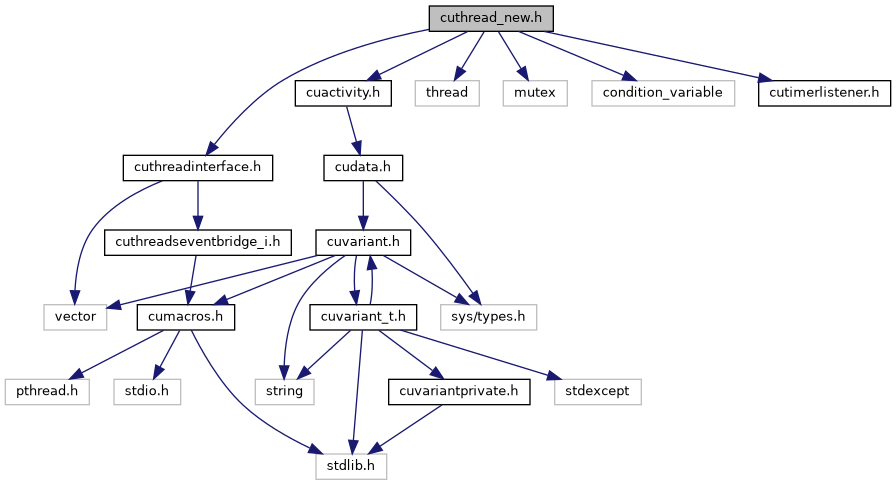 cuthread_new.h
cuactivity.h
thread
mutex
condition_variable
cutimerlistener.h
cuthreadinterface.h
cudata.h
cuthreadseventbridge_i.h
cuvariant.h
vector
cumacros.h
cuvariant_t.h
sys/types.h
pthread.h
stdio.h
string
cuvariantprivate.h
stdexcept
stdlib.h